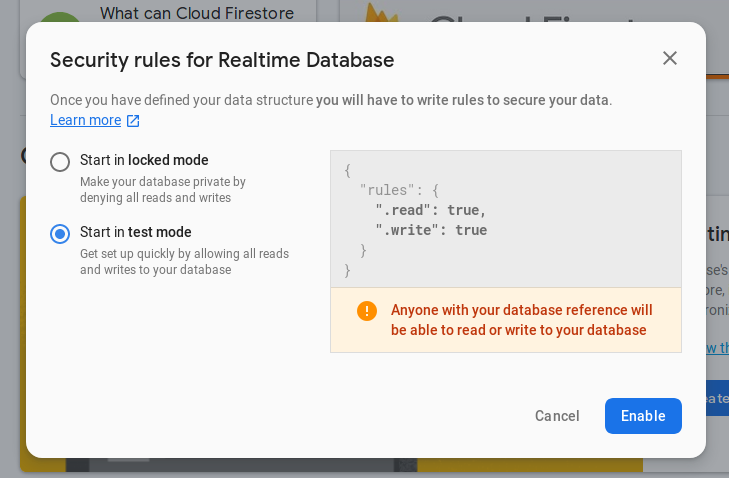 What can Cloud Firestore
Security rules for Realtime Database
Once you have defined your data structure you will have to write rules to secure your data.
Learn more
Start in locked mode
Make your database private by
denying all reads and writes
Start in test mode
Get set up quickly by allowing all reads
and writes to your database
{
"rules": {
".read": true,
".write": true
}
}
Anyone with your database reference will
be able to read or write to your database
Cancel
Enable